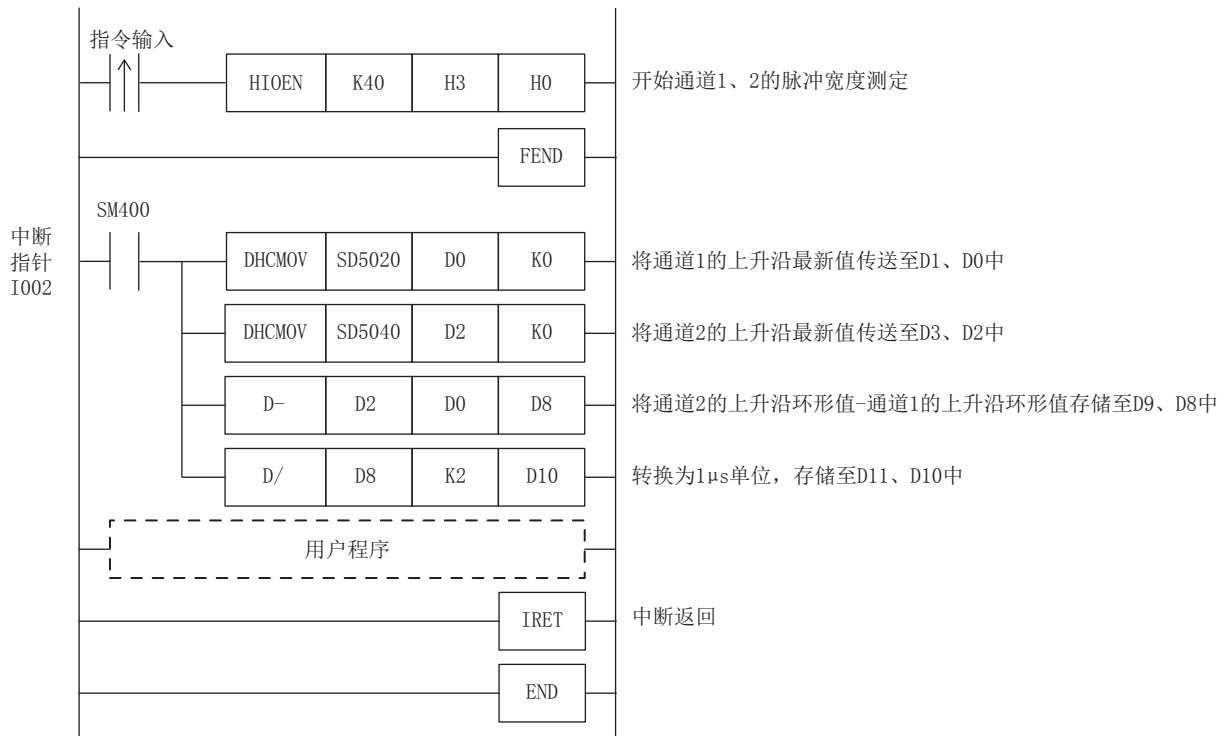 指令输入
HIOEN K40 H3 H0 开始通道1、2的脉冲宽度测定
FEND
中断
指针
I002
SM400
DHCMOV SD5020 D0 K0 将通道1的上升沿最新值传送至D1、D0中
DHCMOV SD5040 D2 K0 将通道2的上升沿最新值传送至D3、D2中
D- D2 D0 D8 将通道2的上升沿环形值-通道1的上升沿环形值存储至D9、D8中
D/ D8 K2 D10 转换为1μs单位，存储至D11、D10中
用户程序
IRET 中断返回
END